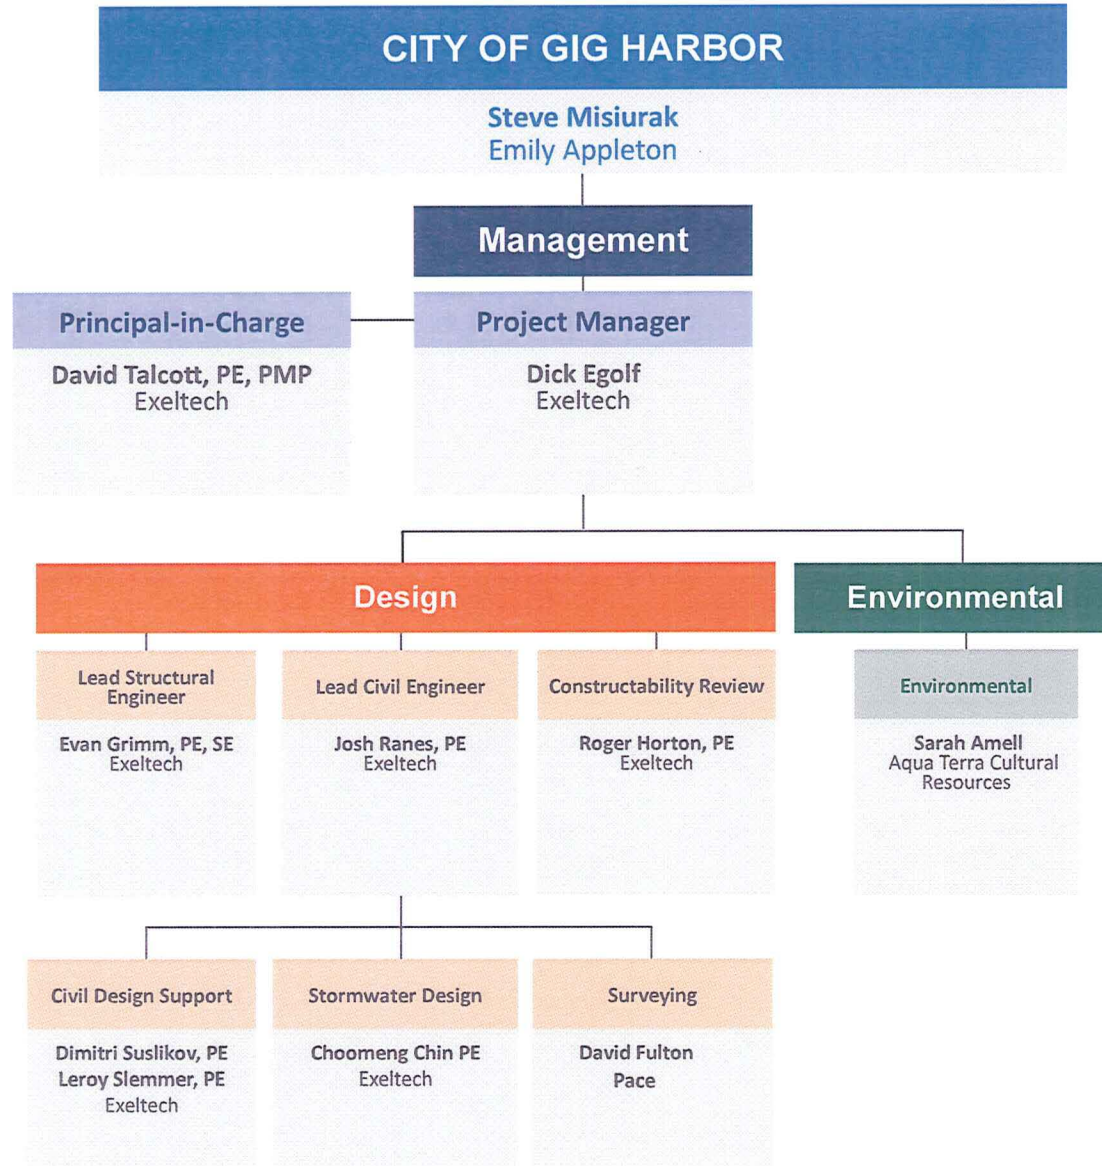 CITY OF GIG HARBOR
Steve Misiurak
Emily Appleton
Management
Principal-in-Charge
David Talcott, PE, PMP
Exeltech
Project Manager
Dick Egolf
Exeltech
Design
Environmental
Lead Structural
Engineer
Evan Grimm, PE, SE
Exeltech
Lead Civil Engineer
Josh Ranes, PE
Exeltech
Constructability Review
Roger Horton, PE
Exeltech
Environmental
Sarah Amell
Aqua Terra Cultural
Resources
Civil Design Support
Dimitri Suslikov, PE
Leroy Slemmer, PE
Exeltech
Stormwater Design
Choomeng Chin PE
Exeltech
Surveying
David Fulton
Pace